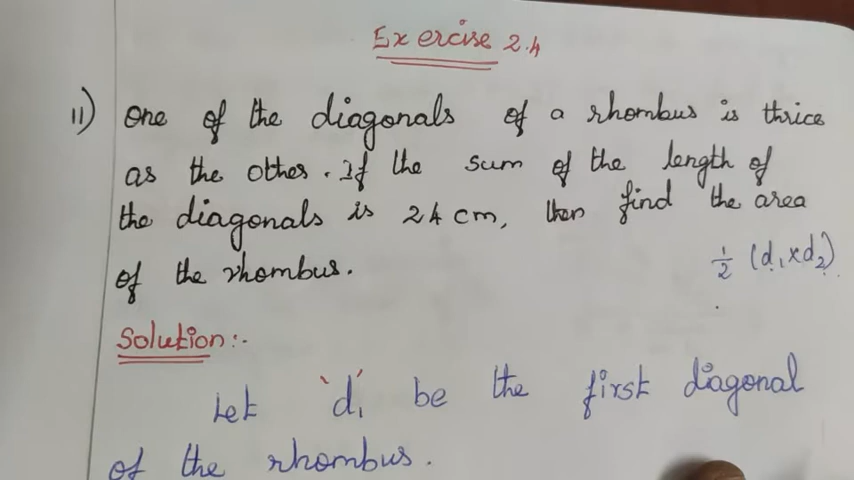 Exercise 2.4
11) One of the diagonals of a rhombus is thrice
as the other. If the sum of the length of
the diagonals is 24 cm, then find the area
of the rhombus.
1/2 (d₁×d₂)
Solution:-
Let 'd₁' be the first diagonal
of the rhombus.